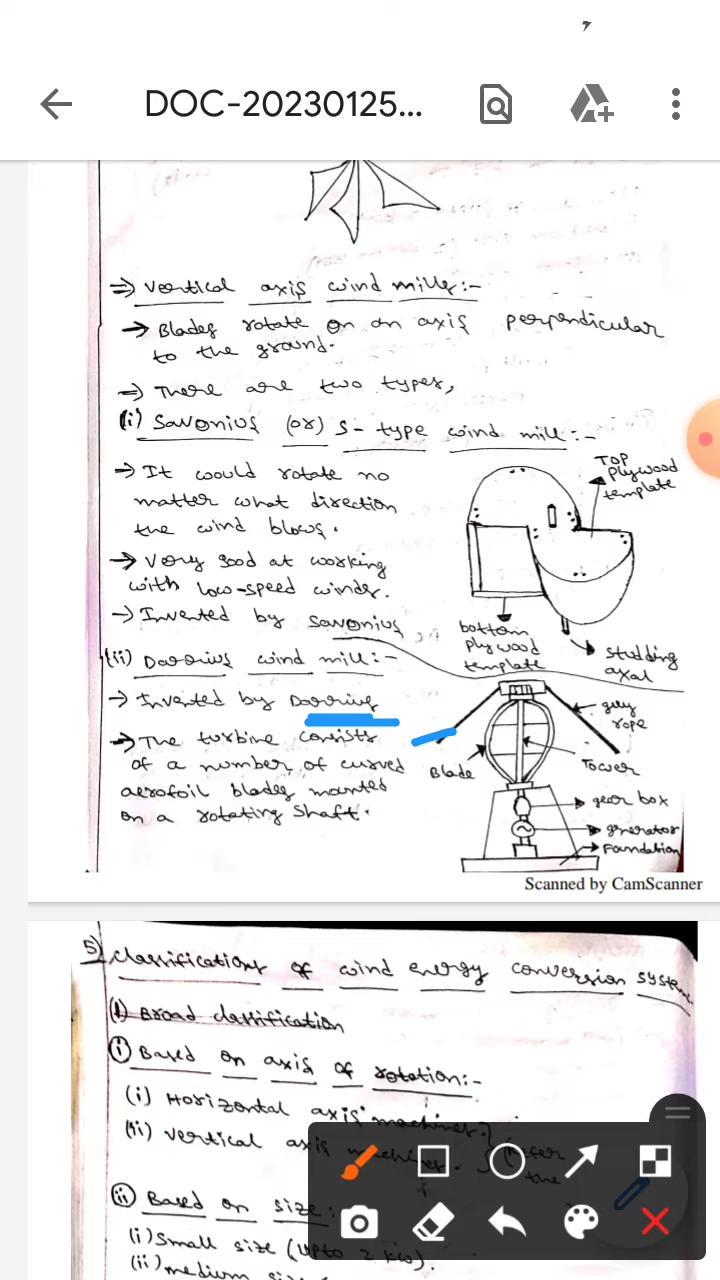 DOC-20230125...
⇒ Vertical axis wind mills:-
→ Blades rotate on an axis perpendicular
to the ground.
⇒ There are two types,
(i) Savonius (or) S-type wind mill:-
→ It would rotate no
matter what direction
the wind blows.
→ Very good at working
with low-speed winds.
→ Invented by Savonius
TOP
plywood
template
bottom
plywood
template
studding
axal
(ii) Darrius wind mill:-
→ Invented by Darrius
→ The turbine consists
of a number of curved
aerofoil blades mounted
on a rotating shaft.
guy
rope
Blade
Tower
gear box
generator
Foundation
Scanned by CamScanner
5) classifications of wind energy conversion system
(1) Broad classification
(i) Based on axis of rotation:-
(i) Horizontal axis machines
(ii) vertical axis machines.
(ii) Based on size:
(i) Small size (upto 2 kw).
(ii) medium